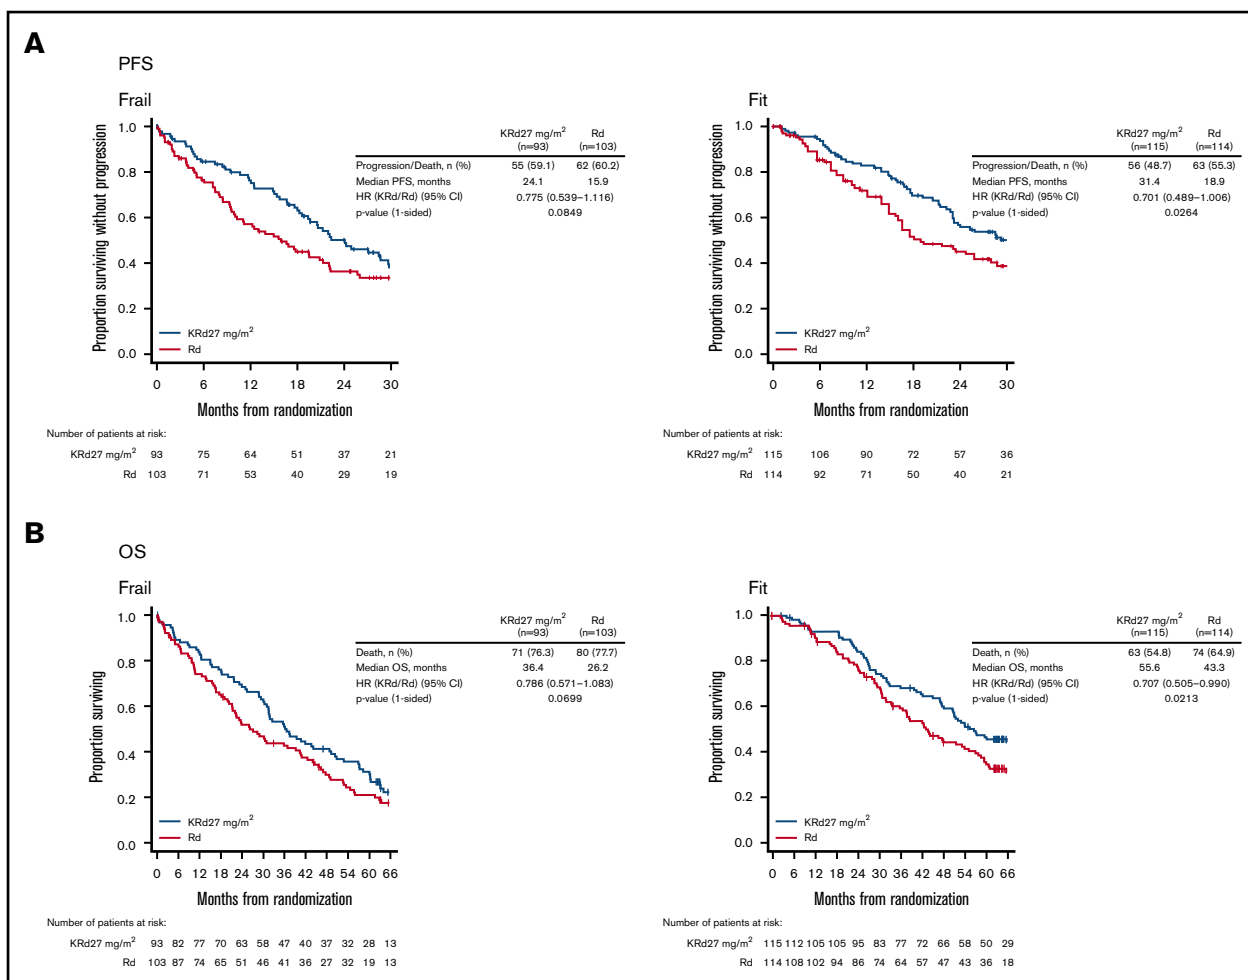 A
PFS
Frail
KRd27 mg/m²
(n=93)
Rd
(n=103)
Progression/Death, n (%) 55 (59.1) 62 (60.2)
Median PFS, months 24.1 15.9
HR (KRd/Rd) (95% CI) 0.775 (0.539–1.116)
p-value (1-sided) 0.0849
Proportion surviving without progression
1.0
0.8
0.6
0.4
0.2
0.0
KRd27 mg/m²
Rd
0 6 12 18 24 30
Months from randomization
Number of patients at risk:
KRd27 mg/m² 93 75 64 51 37 21
Rd 103 71 53 40 29 19
Fit
KRd27 mg/m²
(n=115)
Rd
(n=114)
Progression/Death, n (%) 56 (48.7) 63 (55.3)
Median PFS, months 31.4 18.9
HR (KRd/Rd) (95% CI) 0.701 (0.489–1.006)
p-value (1-sided) 0.0264
Proportion surviving without progression
1.0
0.8
0.6
0.4
0.2
0.0
KRd27 mg/m²
Rd
0 6 12 18 24 30
Months from randomization
Number of patients at risk:
KRd27 mg/m² 115 106 90 72 57 36
Rd 114 92 71 50 40 21
B
OS
Frail
KRd27 mg/m²
(n=93)
Rd
(n=103)
Death, n (%) 71 (76.3) 80 (77.7)
Median OS, months 36.4 26.2
HR (KRd/Rd) (95% CI) 0.786 (0.571–1.083)
p-value (1-sided) 0.0699
Proportion surviving
1.0
0.8
0.6
0.4
0.2
0.0
KRd27 mg/m²
Rd
0 6 12 18 24 30 36 42 48 54 60 66
Months from randomization
Number of patients at risk:
KRd27 mg/m² 93 82 77 70 63 58 47 40 37 32 28 13
Rd 103 87 74 65 51 46 41 36 27 32 19 13
Fit
KRd27 mg/m²
(n=115)
Rd
(n=114)
Death, n (%) 63 (54.8) 74 (64.9)
Median OS, months 55.6 43.3
HR (KRd/Rd) (95% CI) 0.707 (0.505–0.990)
p-value (1-sided) 0.0213
Proportion surviving
1.0
0.8
0.6
0.4
0.2
0.0
KRd27 mg/m²
Rd
0 6 12 18 24 30 36 42 48 54 60 66
Months from randomization
Number of patients at risk:
KRd27 mg/m² 115 112 105 105 95 83 77 72 66 58 50 29
Rd 114 108 102 94 86 74 64 57 47 43 36 18